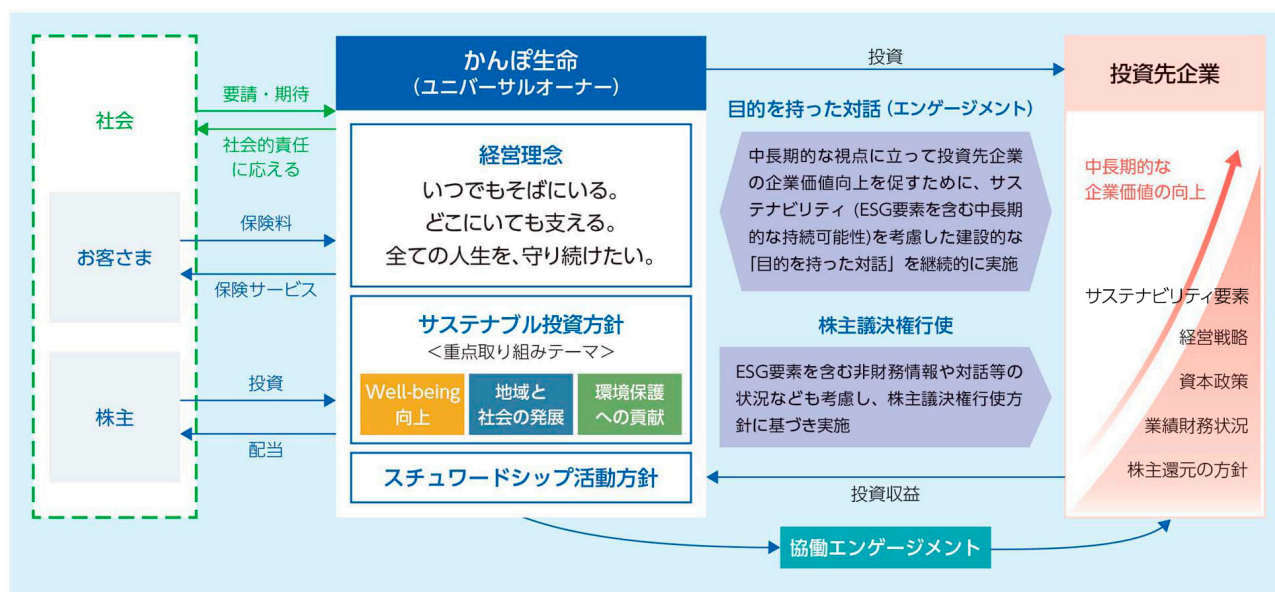 社会
要請・期待
社会的責任
に応える
お客さま
保険料
保険サービス
株主
投資
配当
かんぽ生命
(ユニバーサルオーナー)
経営理念
いつでもそばにいる。
どこにいても支える。
全ての人生を、守り続けたい。
サステナブル投資方針
<重点取り組みテーマ>
Well-being
向上
地域と
社会の発展
環境保護
への貢献
スチュワードシップ活動方針
投資
目的を持った対話(エンゲージメント)
中長期的な視点に立って投資先企業
の企業価値向上を促すために、サス
テナビリティ(ESG要素を含む中長期
的な持続可能性)を考慮した建設的な
「目的を持った対話」を継続的に実施
株主議決権行使
ESG要素を含む非財務情報や対話等の
状況なども考慮し、株主議決権行使方
針に基づき実施
投資収益
協働エンゲージメント
投資先企業
中長期的な
企業価値の向上
サステナビリティ要素
経営戦略
資本政策
業績財務状況
株主還元の方針